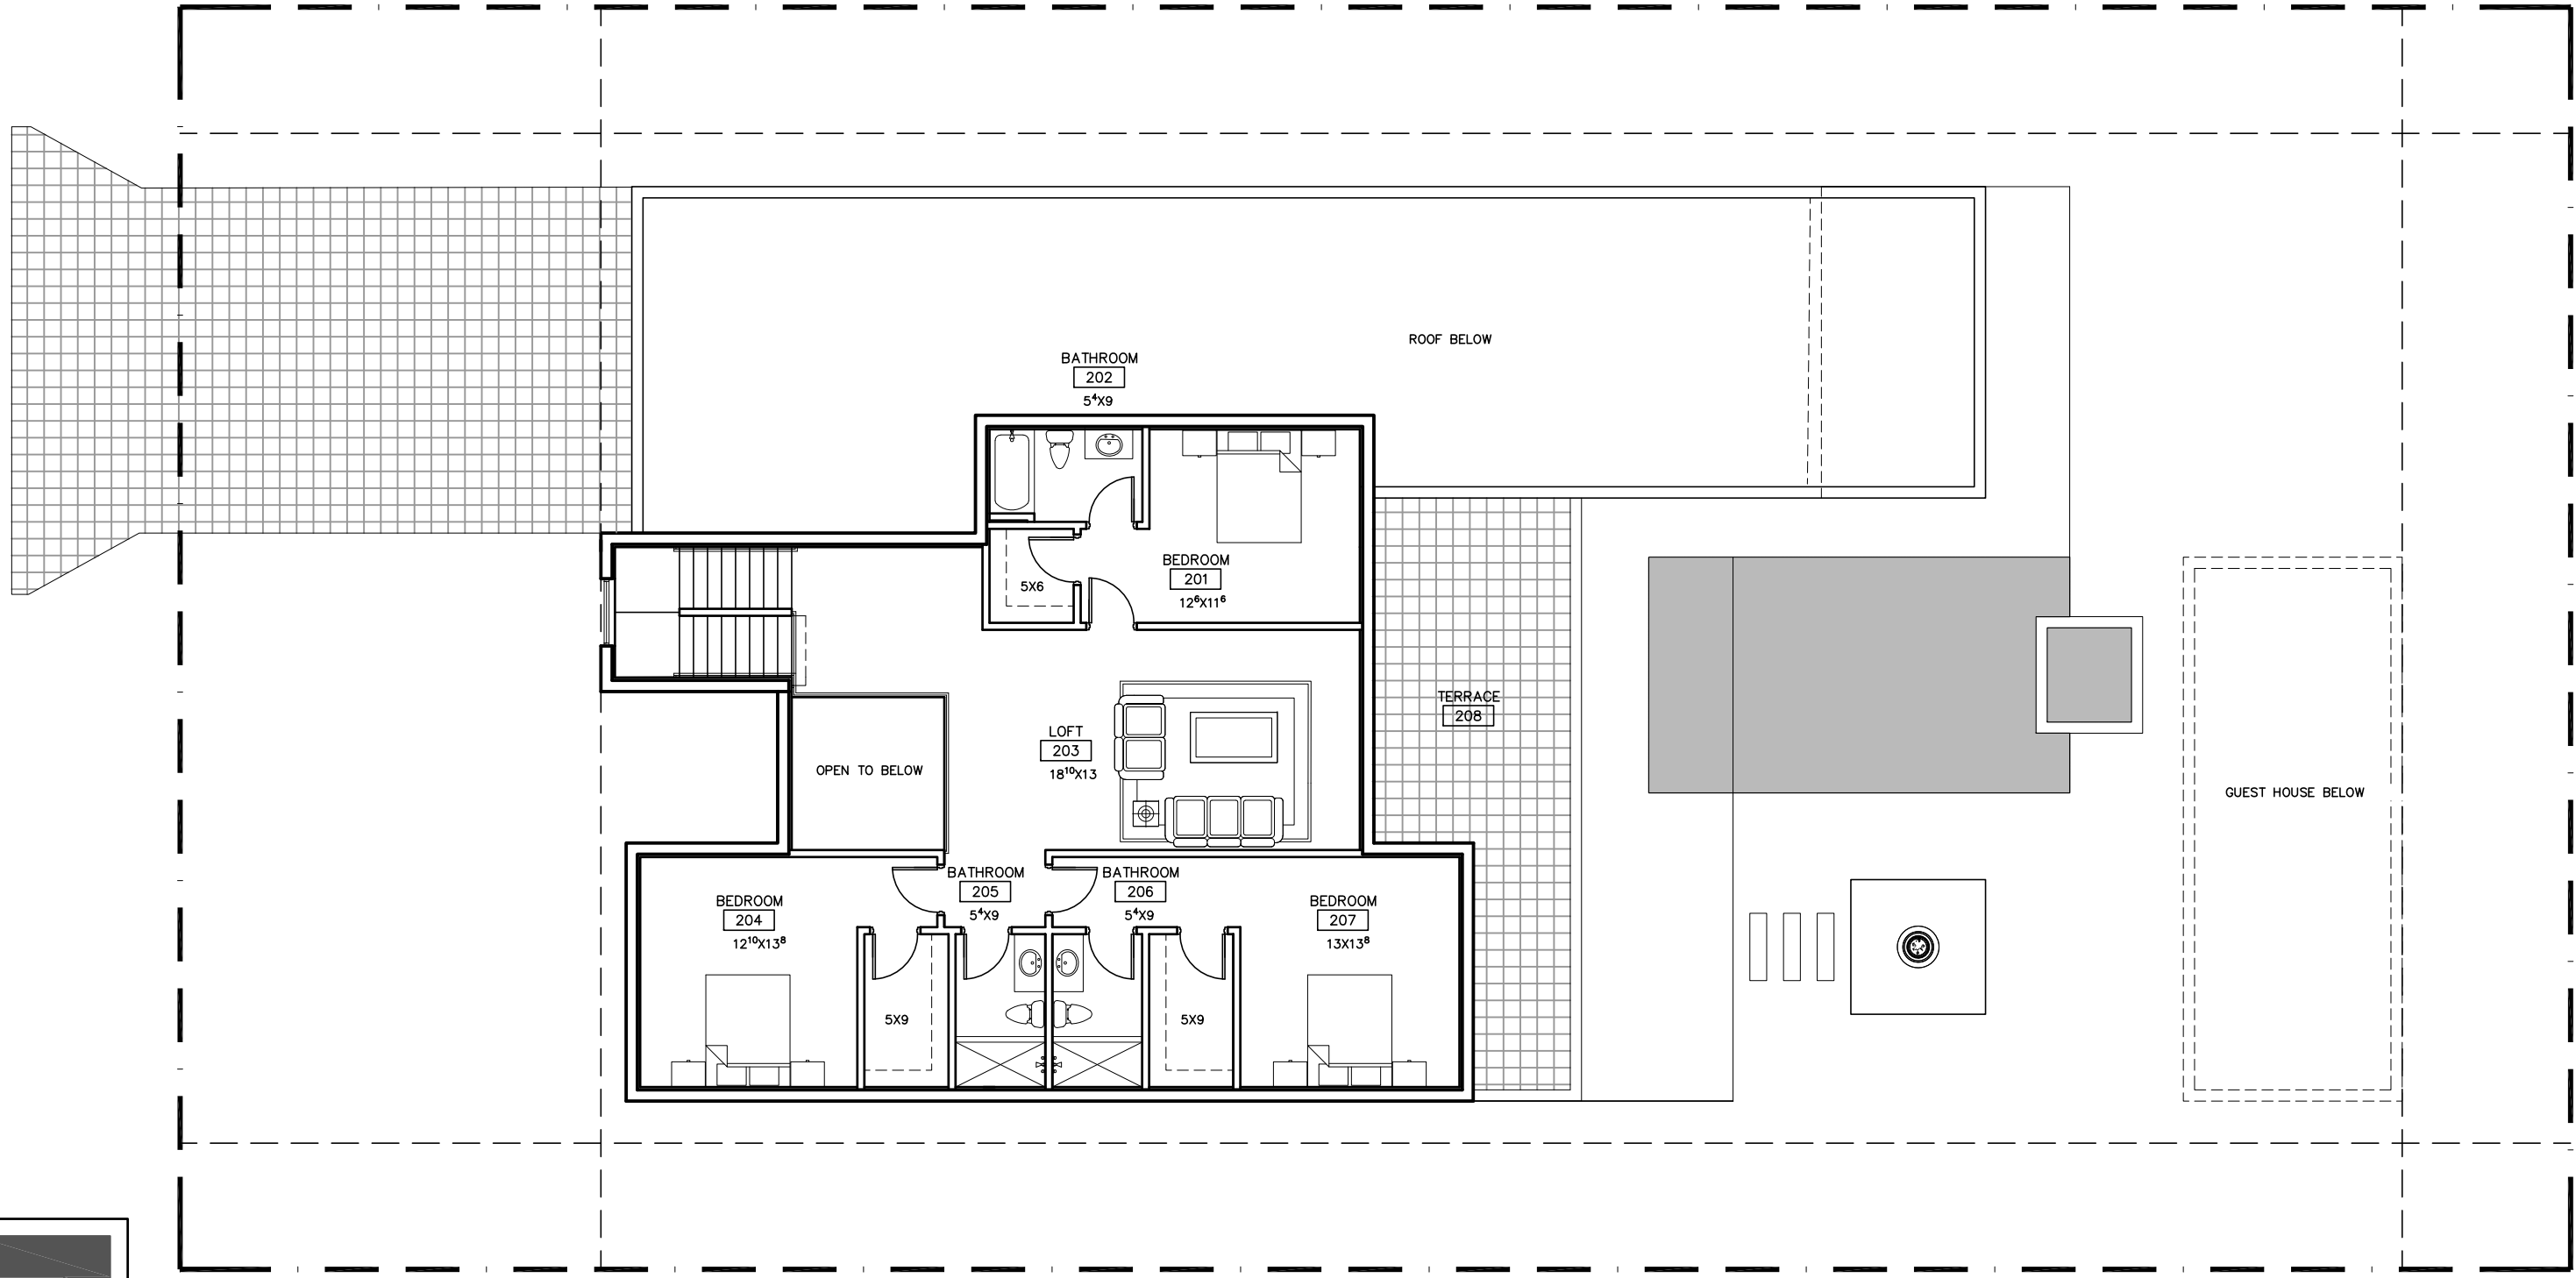 ROOF BELOW
BATHROOM
202
5⁴X9
BEDROOM
201
12⁶X11⁶
5X6
TERRACE
208
LOFT
203
18¹⁰X13
OPEN TO BELOW
GUEST HOUSE BELOW
BATHROOM
205
5⁴X9
BATHROOM
206
5⁴X9
BEDROOM
204
12¹⁰X13⁸
BEDROOM
207
13X13⁸
5X9
5X9